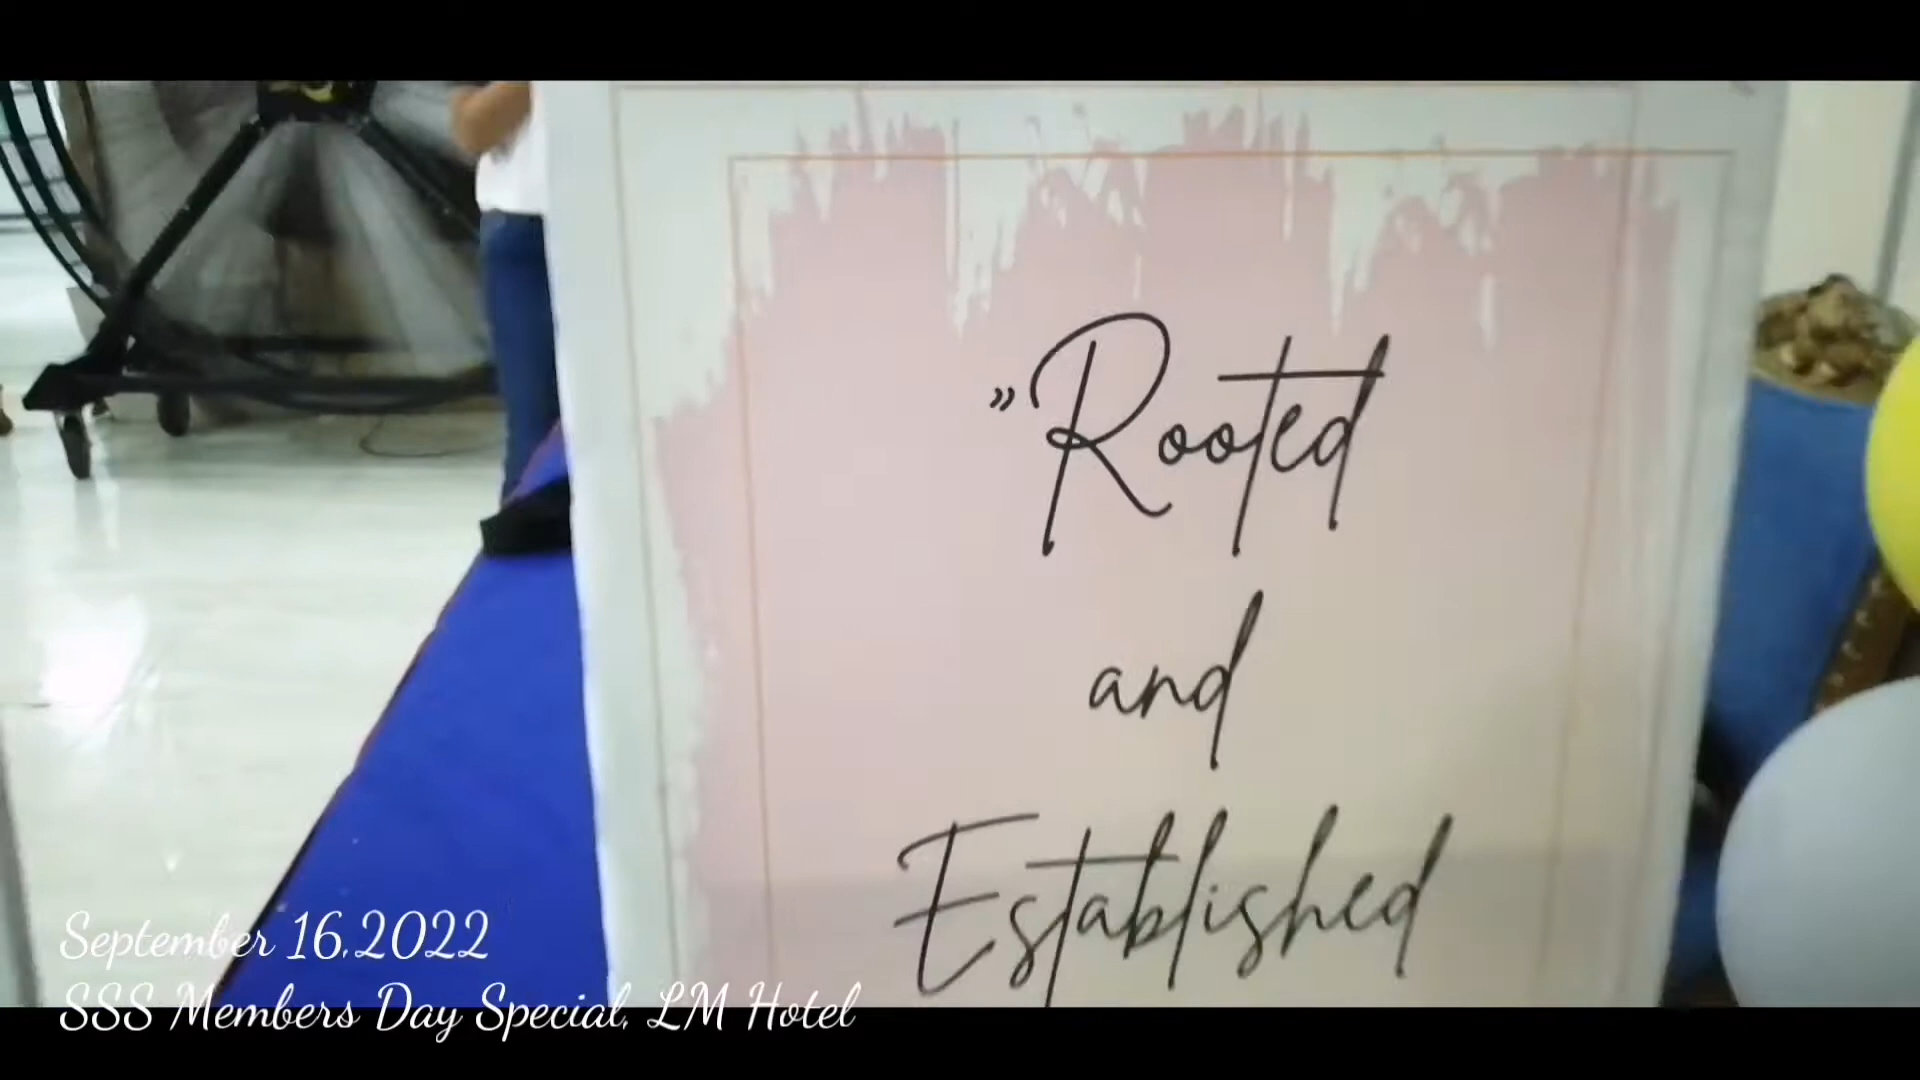 ”Rooted
and
Established
September 16,2022
SSS Members Day Special, LM Hotel